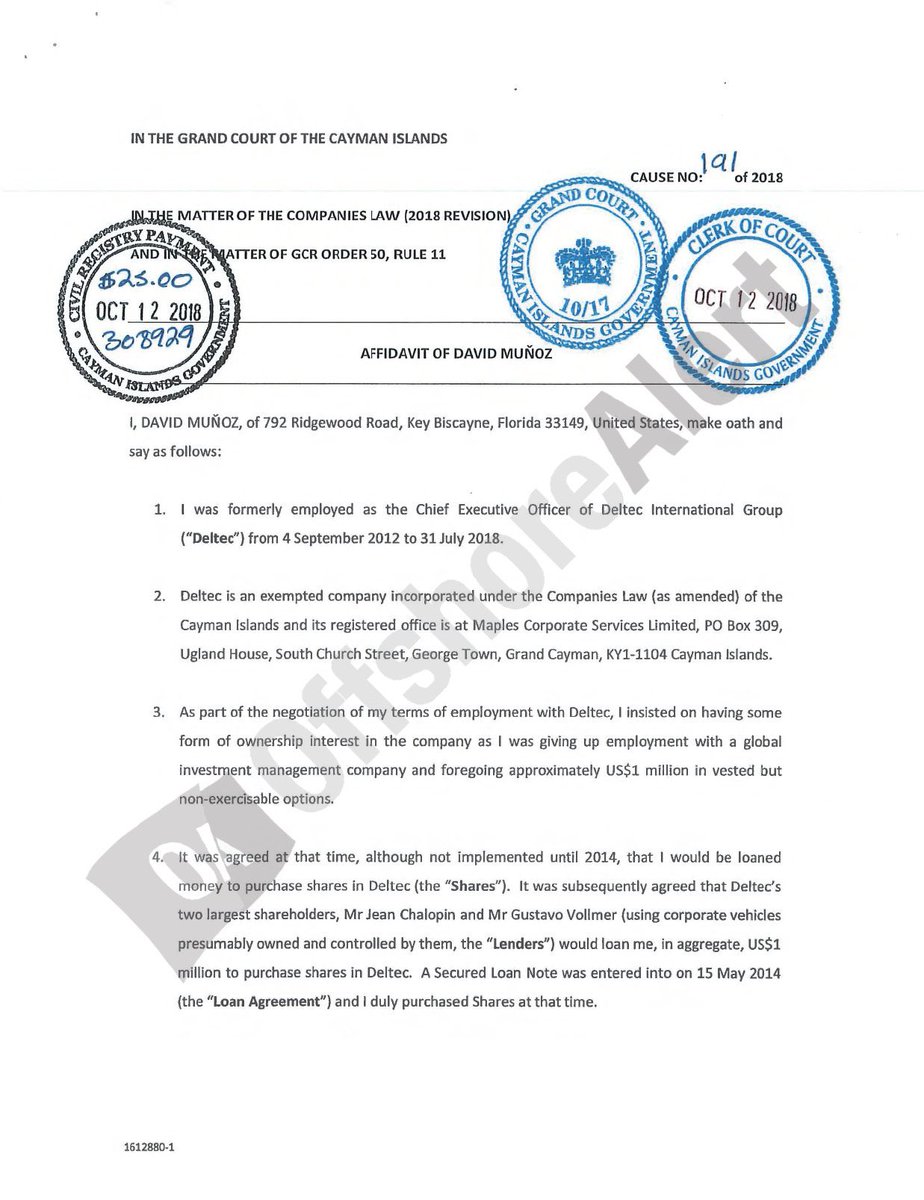 IN THE GRAND COURT OF THE CAYMAN ISLANDS
CAUSE NO: 191 of 2018
IN THE MATTER OF THE COMPANIES LAW (2018 REVISION)
AND IN THE MATTER OF GCR ORDER 50, RULE 11
CIVIL REGISTRY PAYMENT
$25.00
OCT 12 2018
308929
CAYMAN ISLANDS GOVERNMENT
GRAND COURT
10/17
CAYMAN ISLANDS GOVERNMENT
CLERK OF COURT
OCT 12 2018
CAYMAN ISLANDS GOVERNMENT
AFFIDAVIT OF DAVID MUÑOZ
I, DAVID MUÑOZ, of 792 Ridgewood Road, Key Biscayne, Florida 33149, United States, make oath and
say as follows:
1. I was formerly employed as the Chief Executive Officer of Deltec International Group
("Deltec") from 4 September 2012 to 31 July 2018.
2. Deltec is an exempted company incorporated under the Companies Law (as amended) of the
Cayman Islands and its registered office is at Maples Corporate Services Limited, PO Box 309,
Ugland House, South Church Street, George Town, Grand Cayman, KY1-1104 Cayman Islands.
3. As part of the negotiation of my terms of employment with Deltec, I insisted on having some
form of ownership interest in the company as I was giving up employment with a global
investment management company and foregoing approximately US$1 million in vested but
non-exercisable options.
4. It was agreed at that time, although not implemented until 2014, that I would be loaned
money to purchase shares in Deltec (the "Shares"). It was subsequently agreed that Deltec's
two largest shareholders, Mr Jean Chalopin and Mr Gustavo Vollmer (using corporate vehicles
presumably owned and controlled by them, the "Lenders") would loan me, in aggregate, US$1
million to purchase shares in Deltec. A Secured Loan Note was entered into on 15 May 2014
(the "Loan Agreement") and I duly purchased Shares at that time.
OA OffshoreAlert
1612880-1